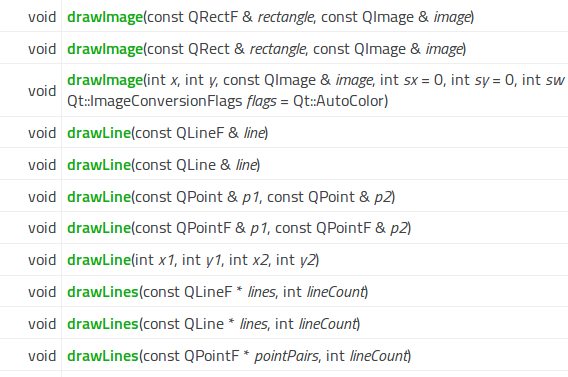 void drawImage(const QRectF & rectangle, const QImage & image)
void drawImage(const QRect & rectangle, const QImage & image)
void drawImage(int x, int y, const QImage & image, int sx = 0, int sy = 0, int sw
Qt::ImageConversionFlags flags = Qt::AutoColor)
void drawLine(const QLineF & line)
void drawLine(const QLine & line)
void drawLine(const QPoint & p1, const QPoint & p2)
void drawLine(const QPointF & p1, const QPointF & p2)
void drawLine(int x1, int y1, int x2, int y2)
void drawLines(const QLineF * lines, int lineCount)
void drawLines(const QLine * lines, int lineCount)
void drawLines(const QPointF * pointPairs, int lineCount)